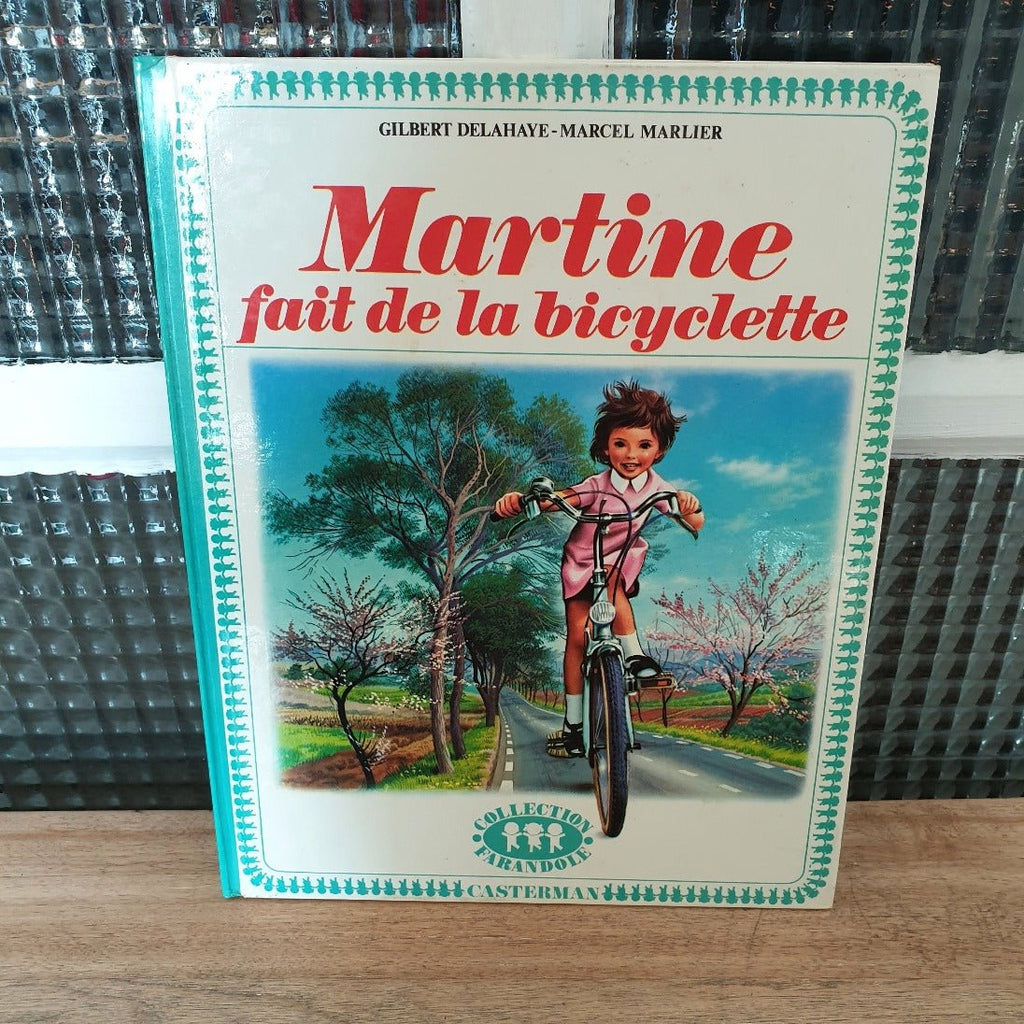 GILBERT DELAHAYE - MARCEL MARLIER
Martine
fait de la bicyclette
COLLECTION
FARANDOLE
CASTERMAN